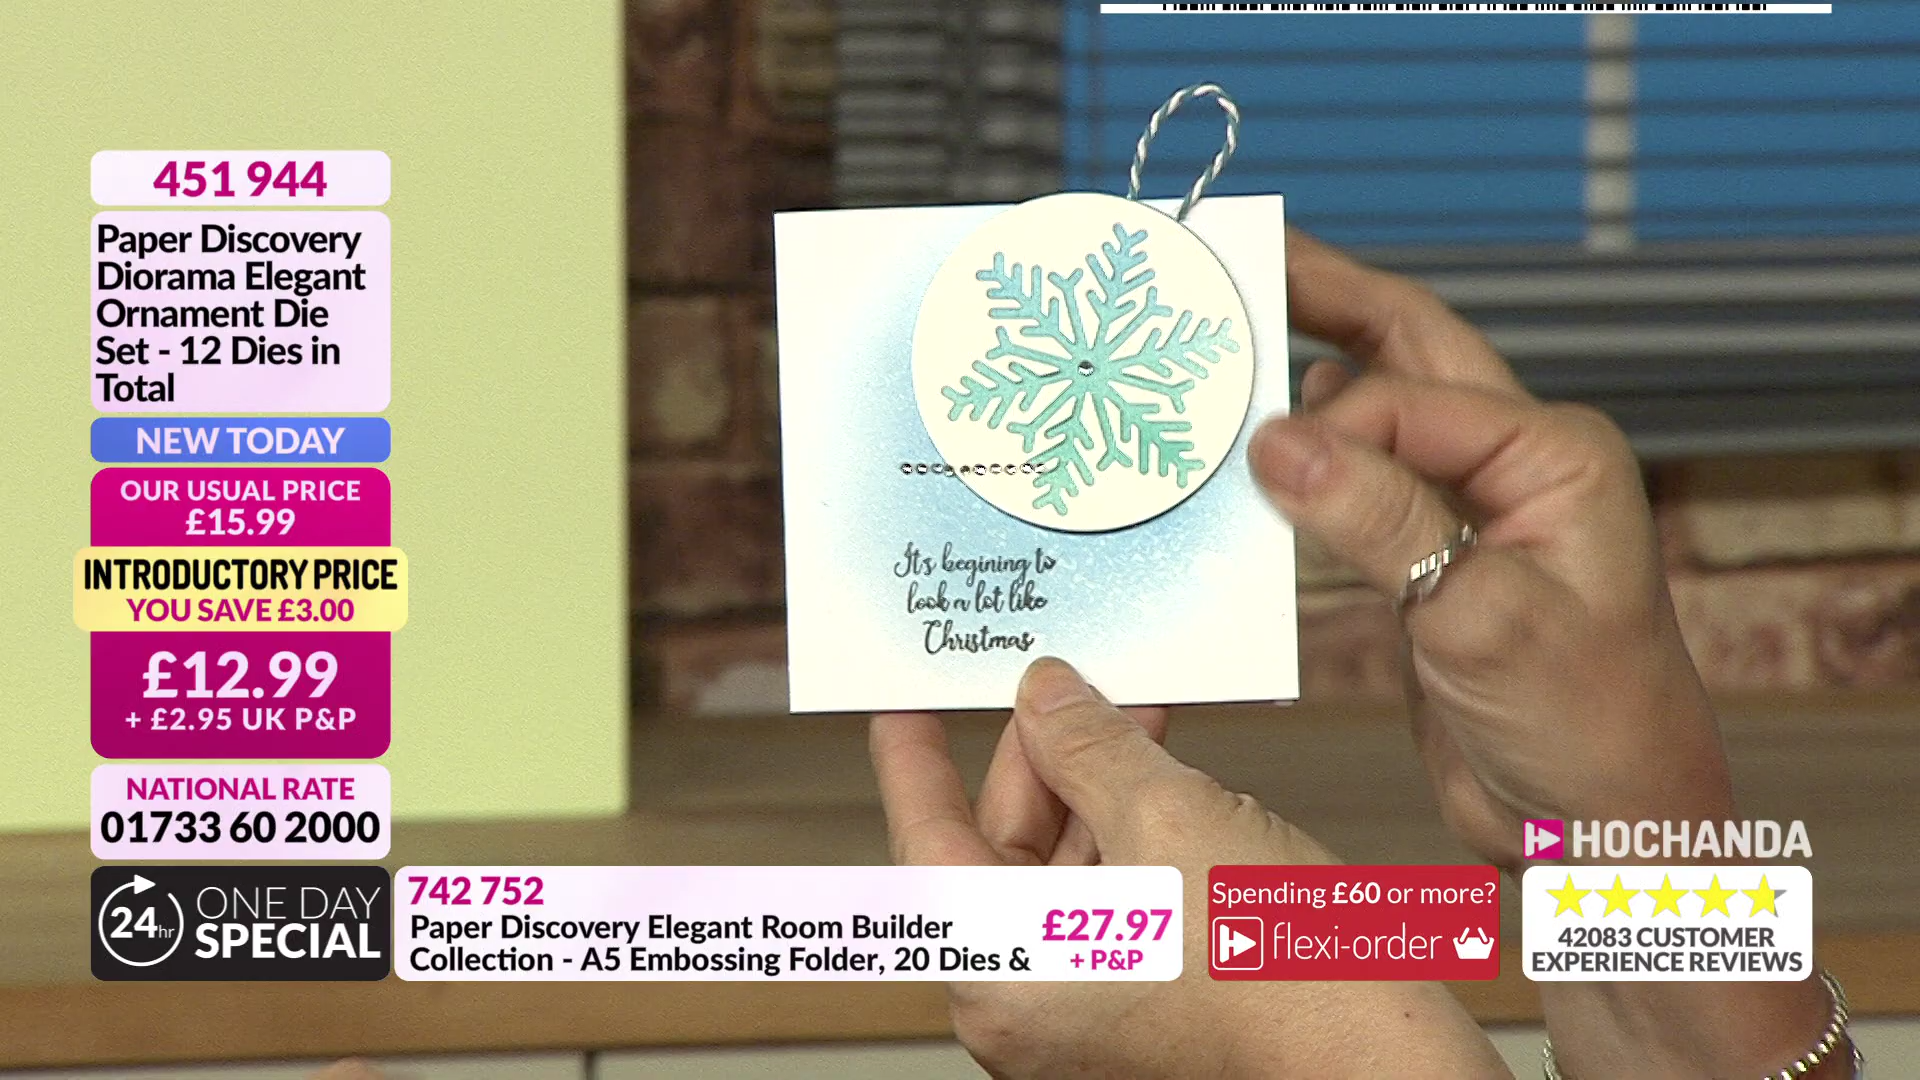 451 944
Paper Discovery
Diorama Elegant
Ornament Die
Set - 12 Dies in
Total
NEW TODAY
OUR USUAL PRICE
£15.99
INTRODUCTORY PRICE
YOU SAVE £3.00
£12.99
+ £2.95 UK P&P
NATIONAL RATE
01733 60 2000
24hr
ONE DAY
SPECIAL
742 752
Paper Discovery Elegant Room Builder
Collection - A5 Embossing Folder, 20 Dies &
£27.97
+ P&P
Spending £60 or more?
flexi-order
HOCHANDA
42083 CUSTOMER
EXPERIENCE REVIEWS
It's begining to
look a lot like
Christmas